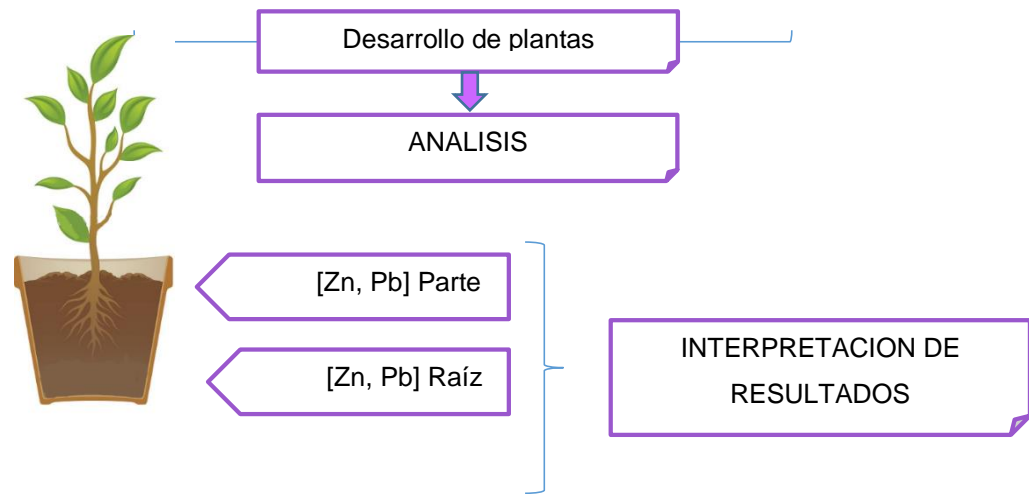 Desarrollo de plantas
ANALISIS
[Zn, Pb] Parte
[Zn, Pb] Raíz
INTERPRETACION DE
RESULTADOS